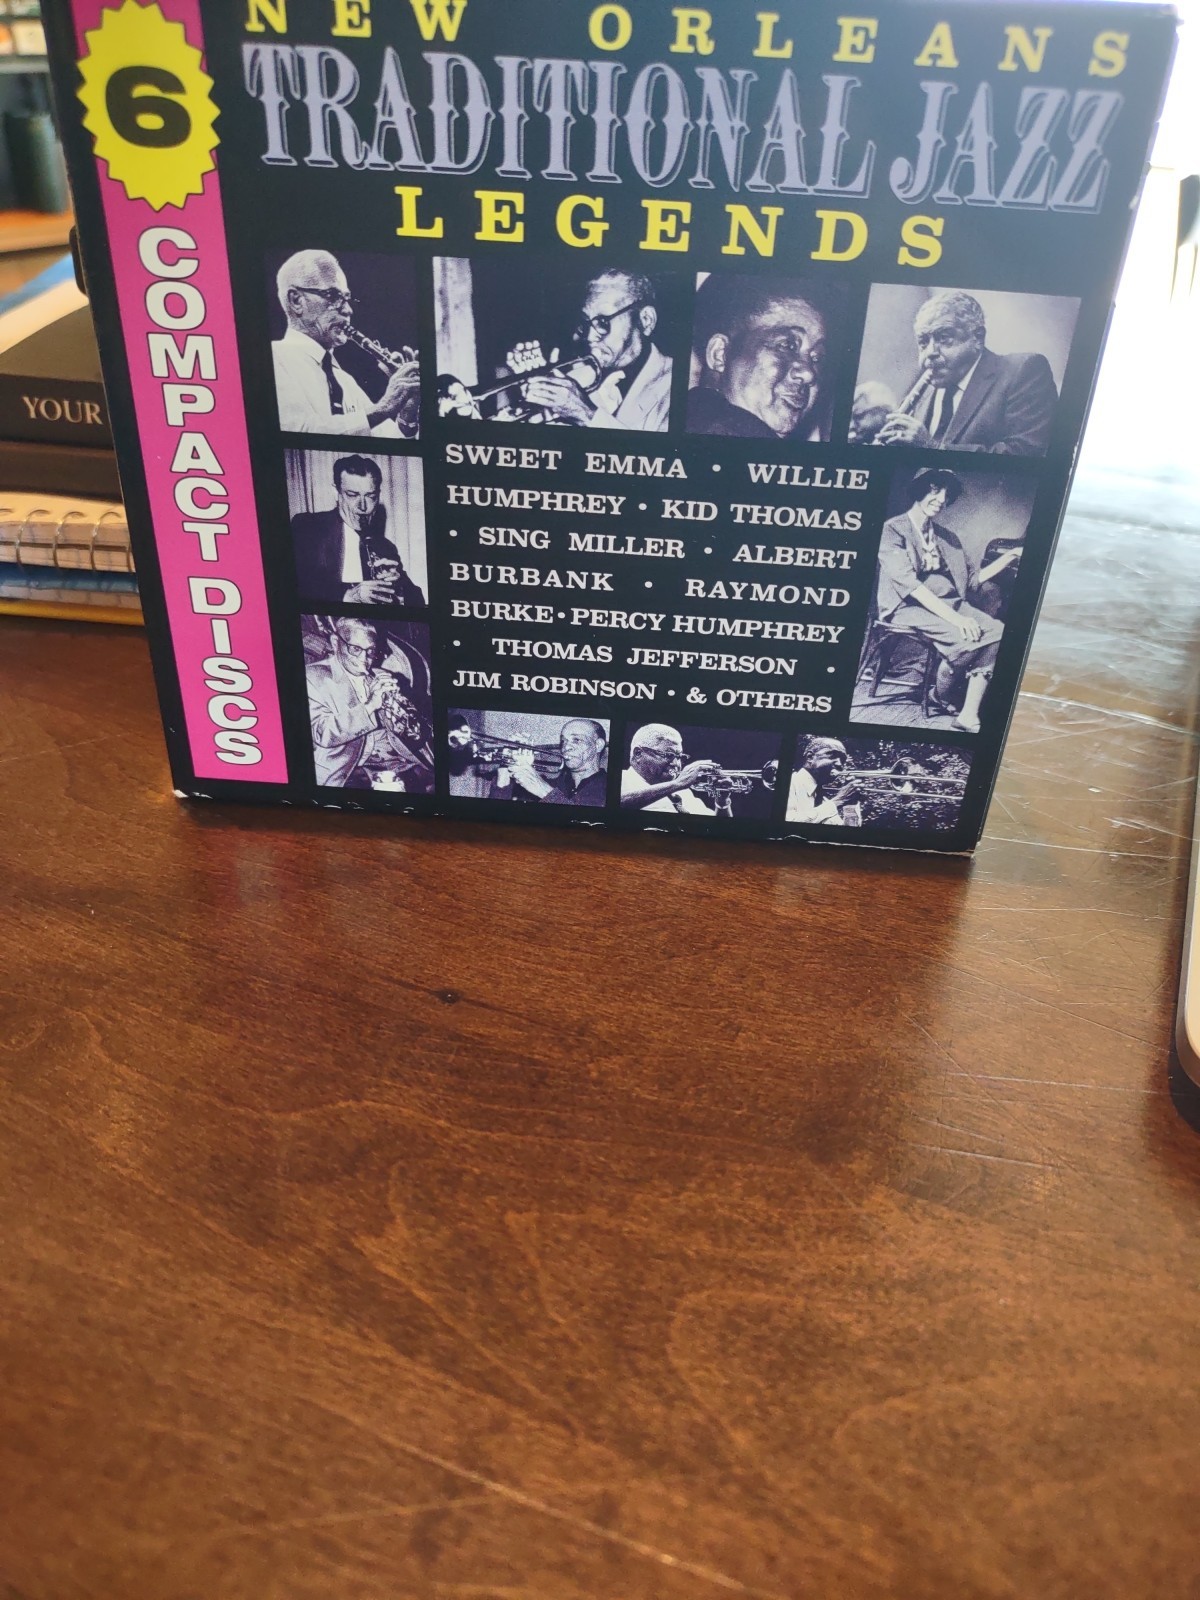 NEW ORLEANS
TRADITIONAL JAZZ
LEGENDS
6
COMPACT DISCS
SWEET EMMA • WILLIE
HUMPHREY • KID THOMAS
• SING MILLER • ALBERT
BURBANK • RAYMOND
BURKE • PERCY HUMPHREY
• THOMAS JEFFERSON •
JIM ROBINSON • & OTHERS
YOUR